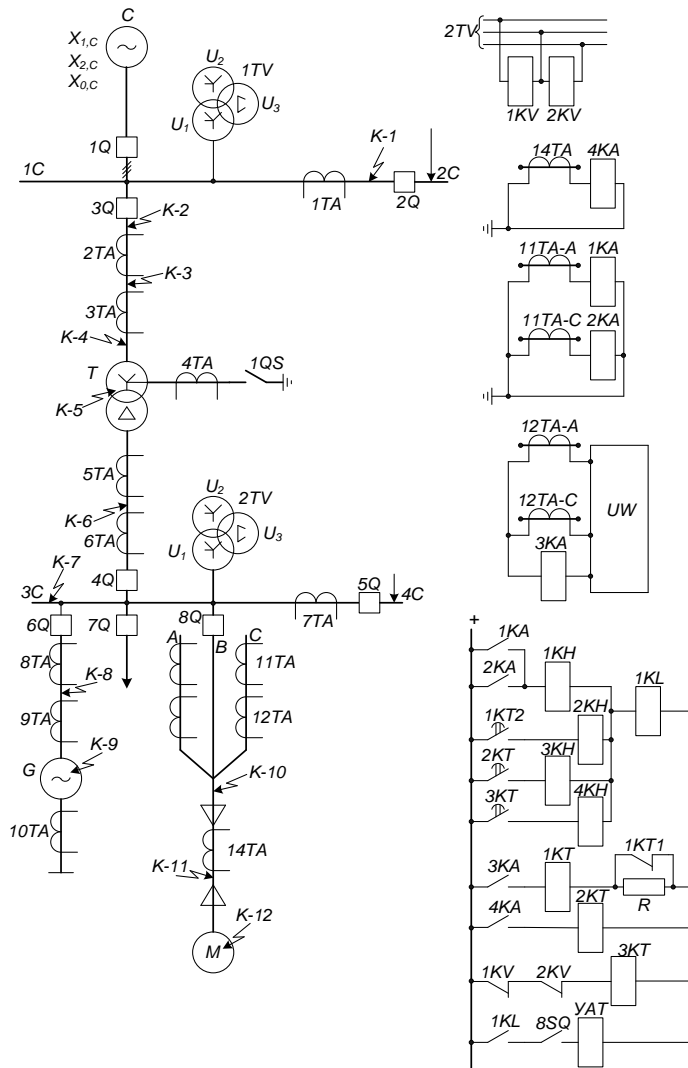 C
X1,C
X2,C
X0,C
1Q
1C
U2
1TV
U3
U1
K-1
2C
1TA
2Q
3Q
K-2
2TA
K-3
3TA
K-4
T
4TA
1QS
K-5
5TA
K-6
6TA
U2
2TV
U3
U1
K-7
4Q
3C
5Q
4C
7TA
6Q
7Q
8Q
A
B
C
8TA
K-8
9TA
11TA
12TA
G
K-9
K-10
10TA
14TA
K-11
K-12
M
2TV
1KV
2KV
14TA
4KA
11TA-A
1KA
11TA-C
2KA
12TA-A
12TA-C
UW
3KA
+
1KA
1KH
1KL
2KA
2KH
1KT2
3KH
2KT
4KH
3KT
1KT1
3KA
1KT
R
4KA
2KT
3KT
1KV
2KV
1KL
8SQ
УАТ